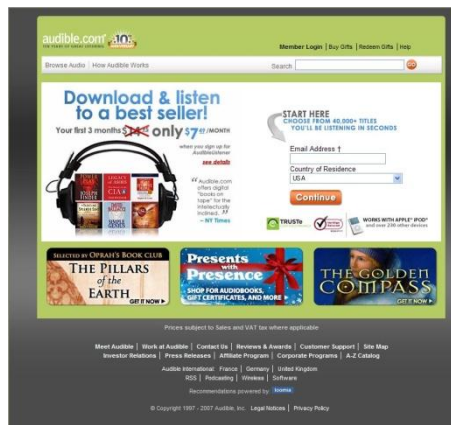 audible.com
10
Member Login | Buy Gifts | Redeem Gifts | Help
Browse Audio | How Audible Works
Search
GO
Download & listen
to a best seller!
Your first 3 months $14.95 only $7.49 /MONTH
when you sign up for
AudibleListener
see details
START HERE
CHOOSE FROM 40,000+ TITLES
YOU'LL BE LISTENING IN SECONDS
Email Address †
Country of Residence
USA
Continue
"Audible.com
offers digital
"books on
tape" for the
intellectually
inclined."
– NY Times
TRUSTe
WORKS WITH APPLE® IPOD®
and over 290 other devices
SELECTED BY OPRAH'S BOOK CLUB
THE PILLARS
of the
EARTH
GET IT NOW
Presents
with
Presence
SHOP FOR AUDIOBOOKS,
GIFT CERTIFICATES, AND MORE
THE GOLDEN
COMPASS
GET IT NOW
Prices subject to Sales and VAT tax where applicable
Meet Audible | Work at Audible | Contact Us | Reviews & Awards | Customer Support | Site Map
Investor Relations | Press Releases | Affiliate Program | Corporate Programs | A-Z Catalog
Audible International: France | Germany | United Kingdom
RSS | Podcasting | Wireless | Software
Recommendations powered by loomia
© Copyright 1997 - 2007 Audible, Inc. Legal Notices | Privacy Policy